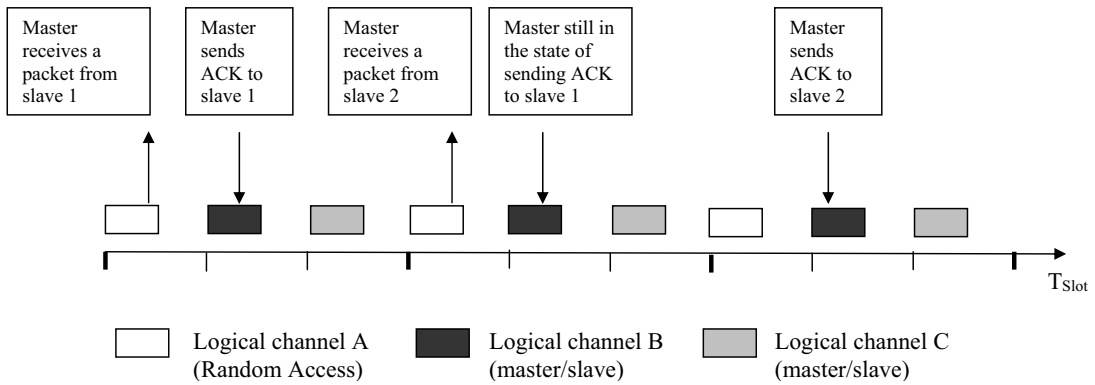 Master
receives a
packet from
slave 1
Master
sends
ACK to
slave 1
Master
receives a
packet from
slave 2
Master still in
the state of
sending ACK
to slave 1
Master
sends
ACK to
slave 2
TSlot
Logical channel A
(Random Access)
Logical channel B
(master/slave)
Logical channel C
(master/slave)